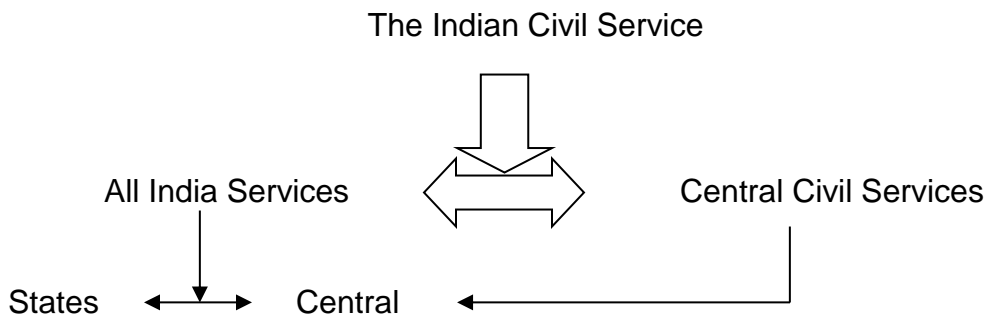 The Indian Civil Service
All India Services Central Civil Services
States Central